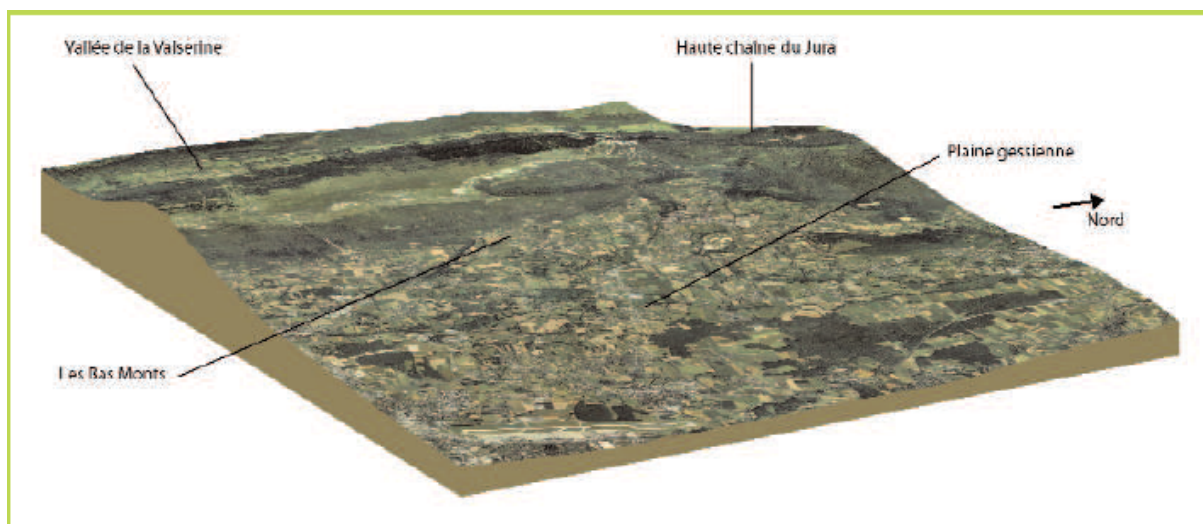 Vallée de la Valserine
Haute chaîne du Jura
Plaine gessienne
Nord
Les Bas Monts